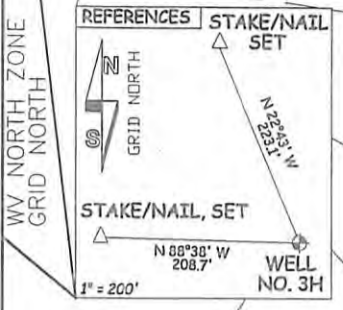 REFERENCES
STAKE/NAIL
SET
WV NORTH ZONE
GRID NORTH
N
S
GRID NORTH
N 22°43' W
223.1'
STAKE/NAIL, SET
N 88°38' W
208.7'
WELL
NO. 3H
1" = 200'